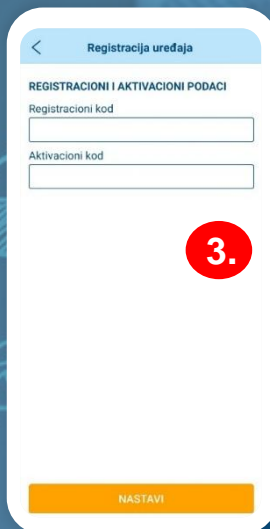 Registracija uređaja
REGISTRACIONI I AKTIVACIONI PODACI
Registracioni kod
Aktivacioni kod
3.
NASTAVI